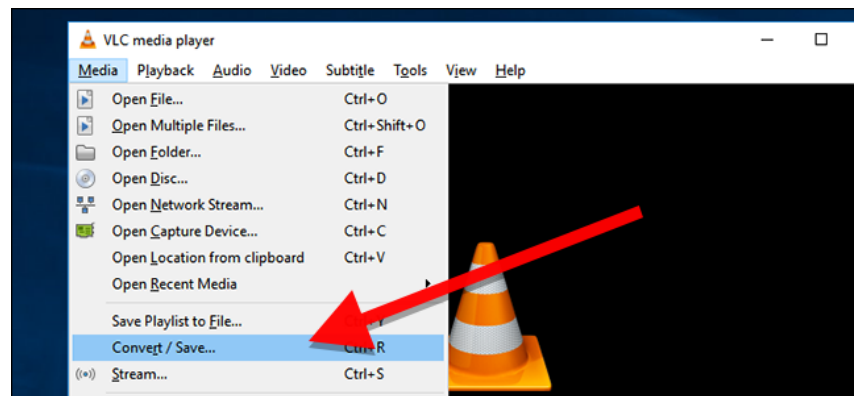 VLC media player
Media Playback Audio Video Subtitle Tools View Help
Open File... Ctrl+O
Open Multiple Files... Ctrl+Shift+O
Open Folder... Ctrl+F
Open Disc... Ctrl+D
Open Network Stream... Ctrl+N
Open Capture Device... Ctrl+C
Open Location from clipboard Ctrl+V
Open Recent Media
Save Playlist to File... Ctrl+Y
Convert / Save... Ctrl+R
Stream... Ctrl+S